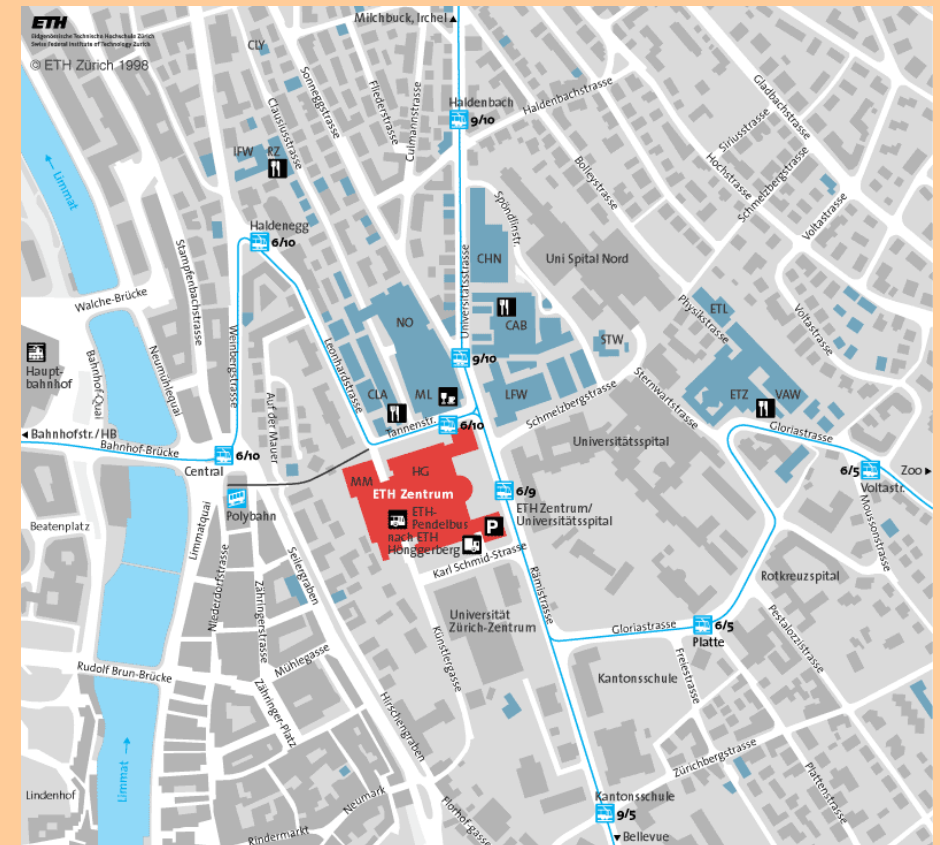 ETH
Eidgenössische Technische Hochschule Zürich
Swiss Federal Institute of Technology Zurich
© ETH Zürich 1998
Milchbuck, Irchel
CLY
Sonneggstrasse
Fliederstrasse
Culmannstrasse
Clausiusstrasse
Haldenbach
9/10
Haldenbachstrasse
Gladbachstrasse
Siriusstrasse
Hochstrasse
Schmelzbergstrasse
Bolleystrasse
Voltastrasse
Limmat
IFW
RZ
Spöndlinstr.
Haldenegg
6/10
Stampfenbachstrasse
CHN
Uni Spital Nord
Universitätsstrasse
Walche-Brücke
NO
CAB
Physikstrasse
ETL
Voltastrasse
STW
Haupt-
bahnhof
Bahnhof-Quai
Neumühlequai
Weinbergstrasse
Leonhardstrasse
9/10
Sternwartstrasse
CLA
ML
LFW
Schmelzbergstrasse
ETZ
VAW
Auf der Mauer
Tannenstr.
6/10
Gloriastrasse
Bahnhofstr./HB
Bahnhof-Brücke
6/10
Central
Universitätsspital
6/5
Voltastr.
Zoo
MM
HG
ETH Zentrum
6/9
ETH Zentrum/
Universitätsspital
Polybahn
ETH-
Pendelbus
nach ETH
Hönggerberg
P
Moussonstrasse
Beatenplatz
Limmatquai
Karl Schmid-Strasse
Seilergraben
Niederdorfstrasse
Zähringerstrasse
Rämistrasse
Rotkreuzspital
Universität
Zürich-Zentrum
Gloriastrasse
6/5
Platte
Pestalozzistrasse
Künstlergasse
Mühlegasse
Rudolf Brun-Brücke
Freiestrasse
Kantonsschule
Zähringer-Platz
Hirschengraben
Limmat
Zürichbergstrasse
Plattenstrasse
Lindenhof
Neumarkt
Florhof-gasse
Kantonsschule
9/5
Rindermarkt
Bellevue